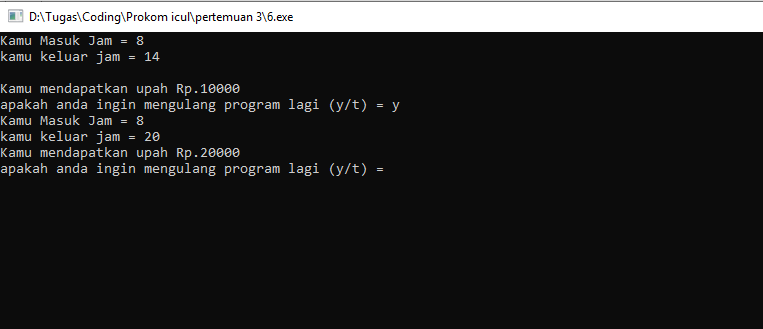 D:\Tugas\Coding\Prokom icul\pertemuan 3\6.exe
Kamu Masuk Jam = 8
kamu keluar jam = 14
Kamu mendapatkan upah Rp.10000
apakah anda ingin mengulang program lagi (y/t) = y
Kamu Masuk Jam = 8
kamu keluar jam = 20
Kamu mendapatkan upah Rp.20000
apakah anda ingin mengulang program lagi (y/t) =